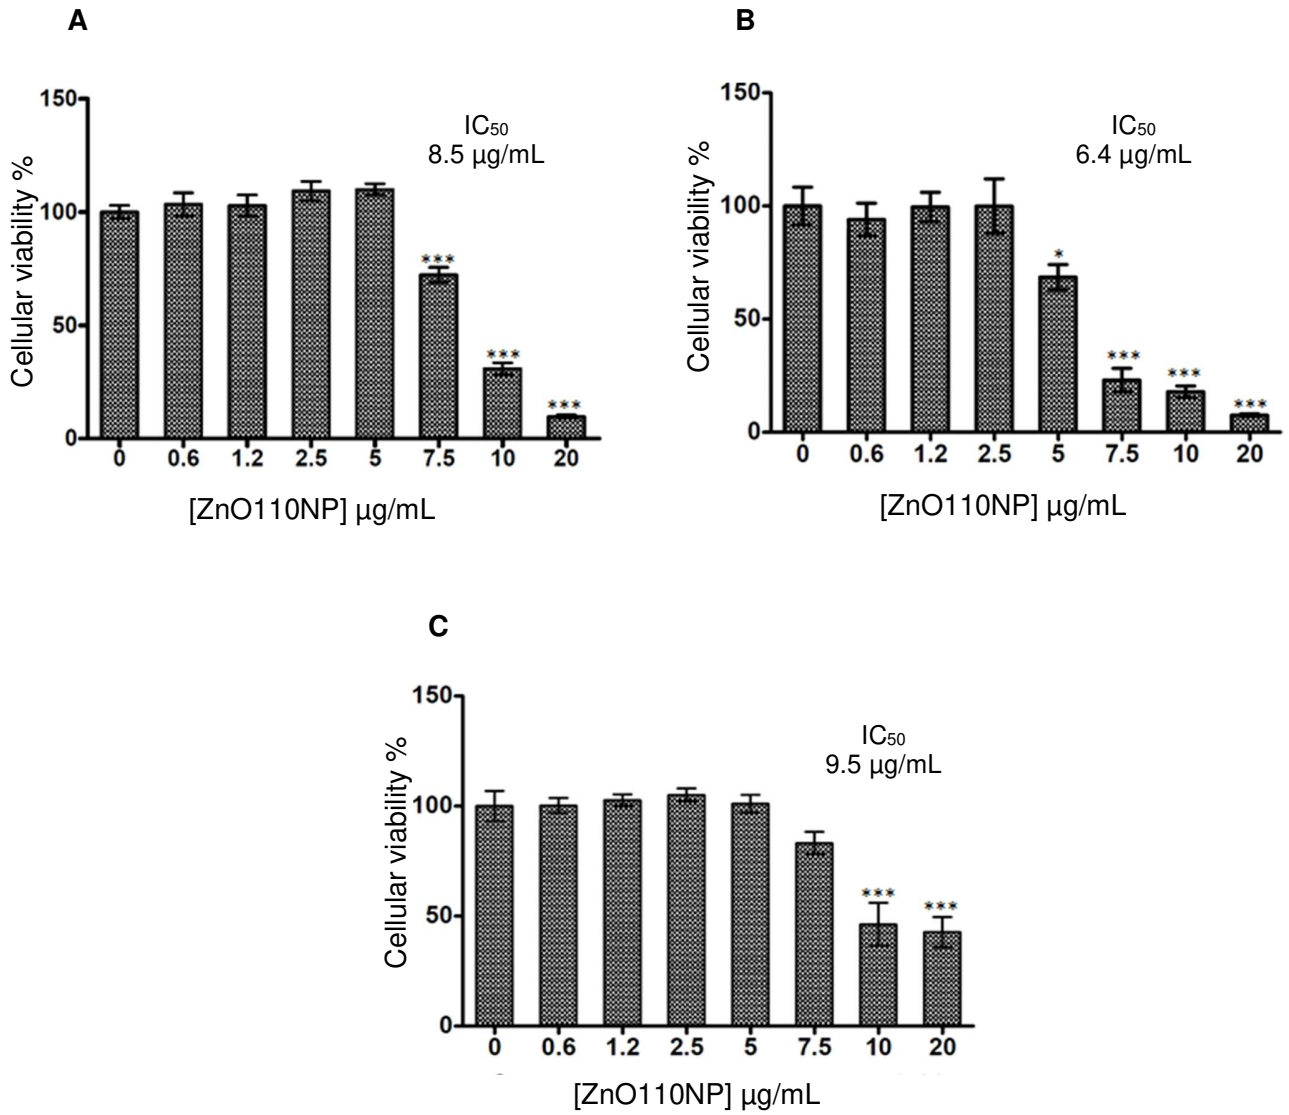 A
150
100
50
0
Cellular viability %
IC50
8.5 µg/mL
***
***
***
0 0.6 1.2 2.5 5 7.5 10 20
[ZnO110NP] µg/mL
B
150
100
50
0
Cellular viability %
IC50
6.4 µg/mL
*
***
***
***
0 0.6 1.2 2.5 5 7.5 10 20
[ZnO110NP] µg/mL
C
150
100
50
0
Cellular viability %
IC50
9.5 µg/mL
***
***
0 0.6 1.2 2.5 5 7.5 10 20
[ZnO110NP] µg/mL